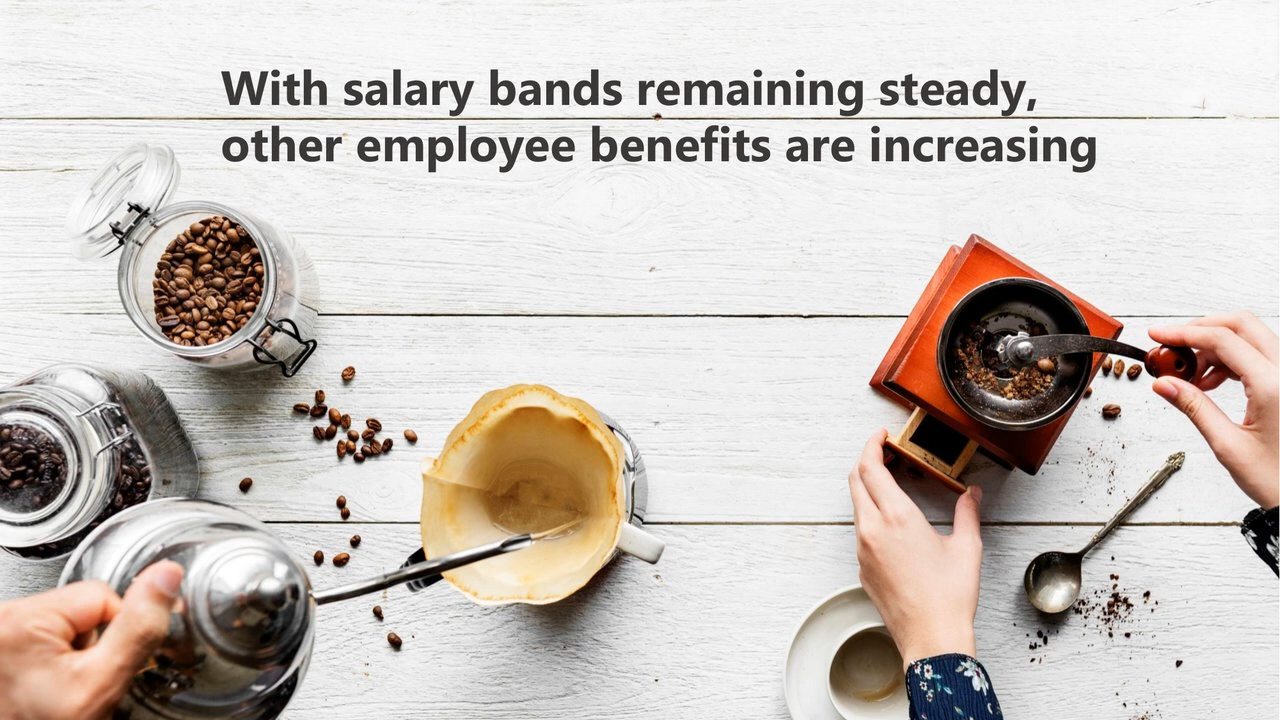 With salary bands remaining steady,
other employee benefits are increasing